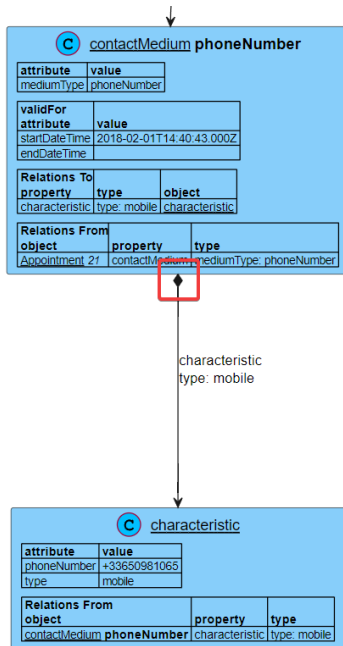 C contactMedium phoneNumber
attribute value
mediumType phoneNumber
validFor
attribute value
startDateTime 2018-02-01T14:40:43.000Z
endDateTime
Relations To
property type object
characteristic type: mobile characteristic
Relations From
object property type
Appointment 21 contactMedium mediumType: phoneNumber
characteristic
type: mobile
C characteristic
attribute value
phoneNumber +33650981065
type mobile
Relations From
object property type
contactMedium phoneNumber characteristic type: mobile